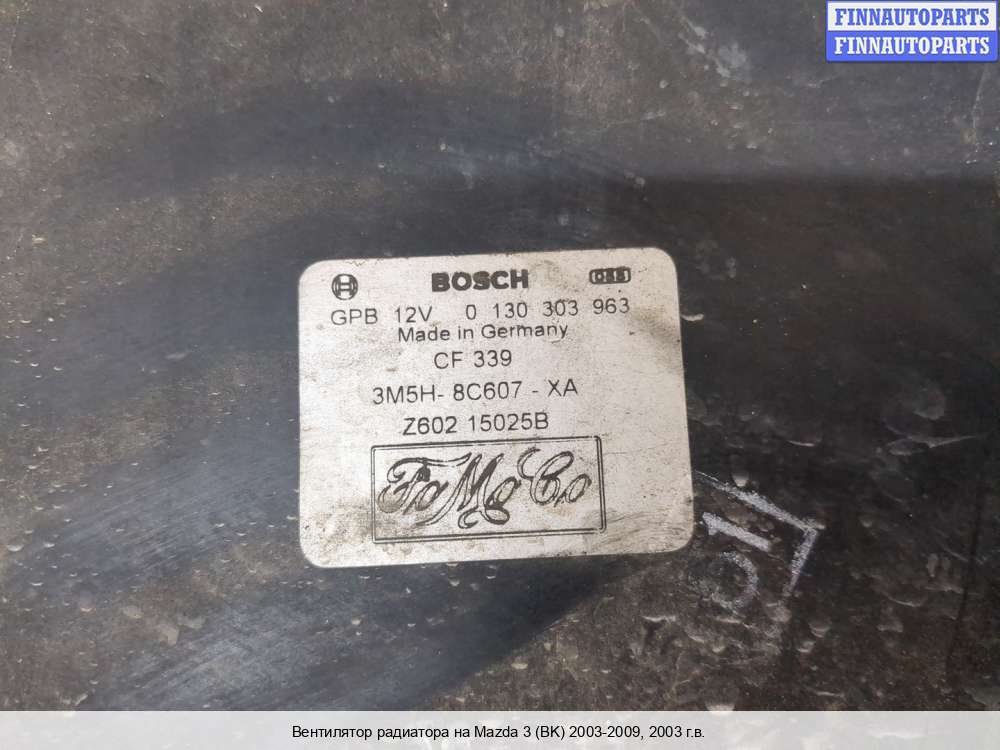 FINNAUTOPARTS
FINNAUTOPARTS
BOSCH
GPB 12V 0 130 303 963
Made in Germany
CF 339
3M5H- 8C607 - XA
Z602 15025B
FoMoCo
Вентилятор радиатора на Mazda 3 (BK) 2003-2009, 2003 г.в.